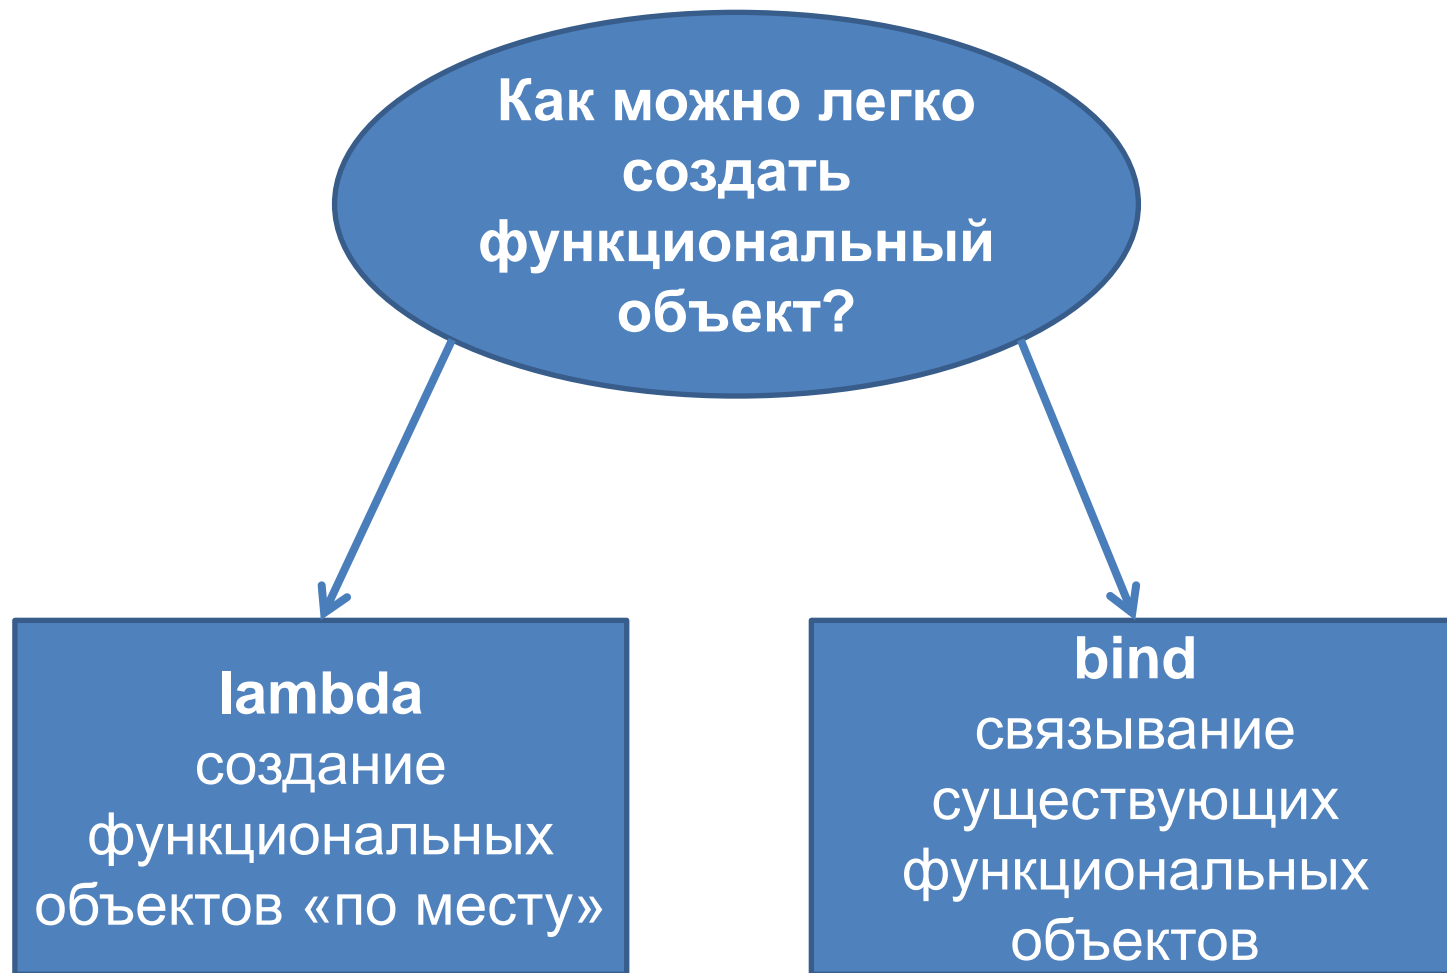 Как можно легко
создать
функциональный
объект?
lambda
создание
функциональных
объектов «по месту»
bind
связывание
существующих
функциональных
объектов